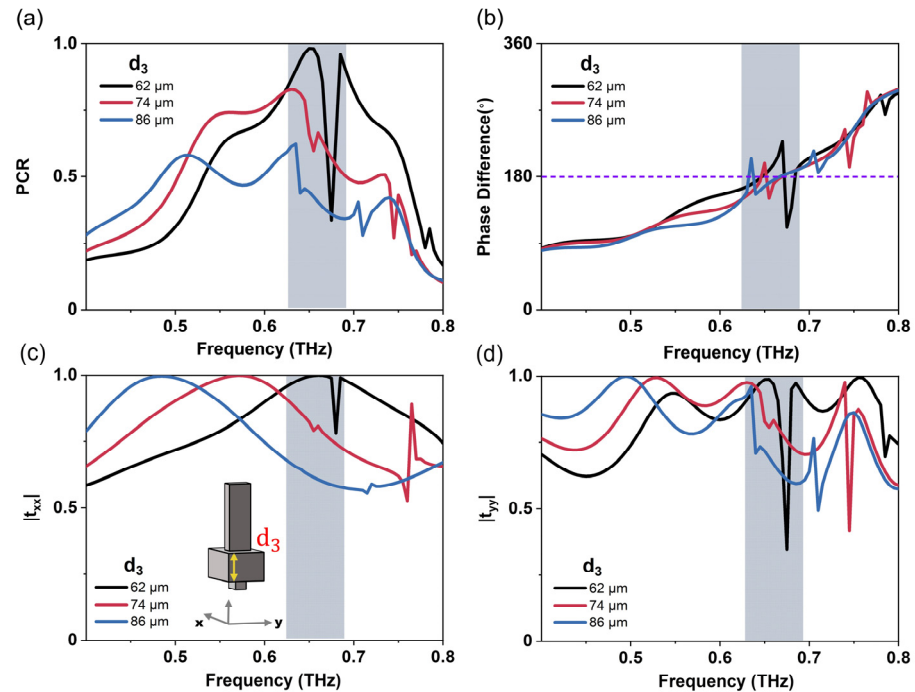 (a)
1.0
0.5
0
PCR
d3
62 μm
74 μm
86 μm
0.5 0.6 0.7 0.8
Frequency (THz)
(b)
360
180
0
Phase Difference(°)
d3
62 μm
74 μm
86 μm
0.5 0.6 0.7 0.8
Frequency (THz)
(c)
1.0
0.5
0
|txx|
d3
x y
d3
62 μm
74 μm
86 μm
0.5 0.6 0.7 0.8
Frequency (THz)
(d)
1.0
0.5
0
|tyy|
d3
62 μm
74 μm
86 μm
0.5 0.6 0.7 0.8
Frequency (THz)